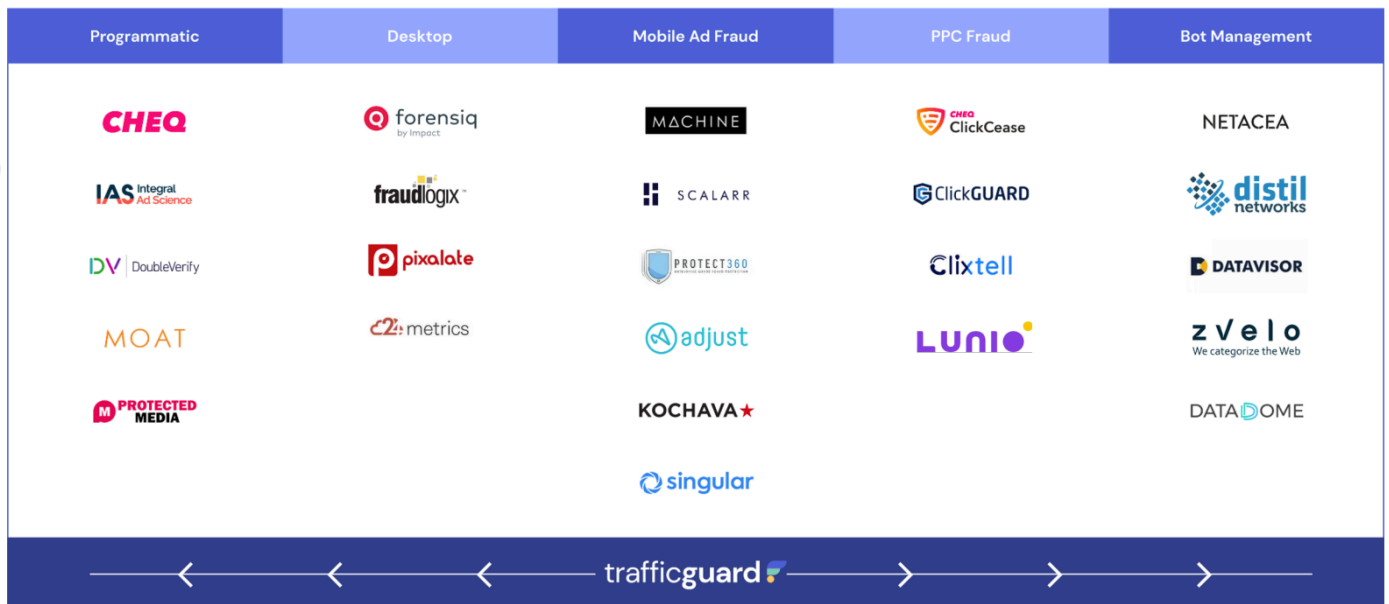 Programmatic
Desktop
Mobile Ad Fraud
PPC Fraud
Bot Management
CHEQ
IAS Integral
Ad Science
DV DoubleVerify
MOAT
M PROTECTED
MEDIA
forensiq
by Impact
fraudlogix
pixalate
c24 metrics
MACHINE
SCALARR
PROTECT360
adjust
KOCHAVA
singular
CHEQ
ClickCease
ClickGUARD
Clixtell
LUNIO
NETACEA
distil
networks
DATAVISOR
zvelo
We categorize the Web
DATADOME
trafficguard